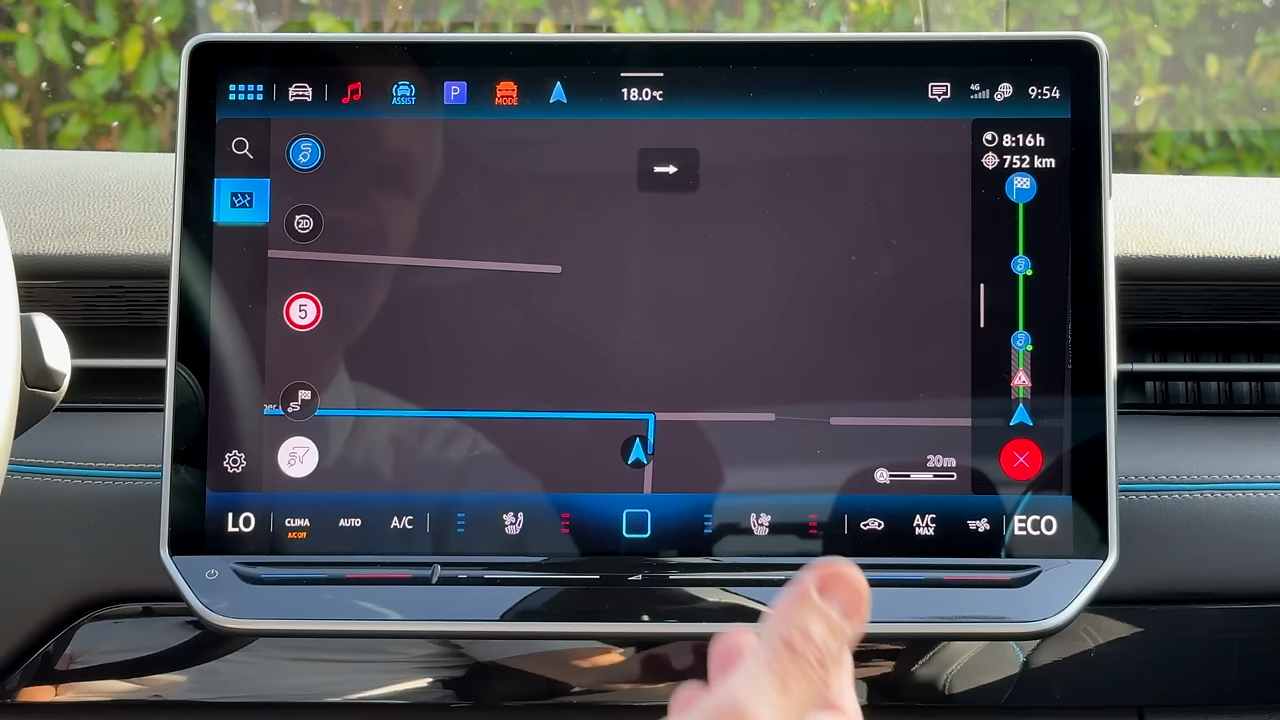 ASSIST
P
MODE
18.0°C
4G
9:54
8:16h
752 km
2D
5
20m
LO
CLIMA
A/C OFF
AUTO
A/C
A/C
MAX
ECO